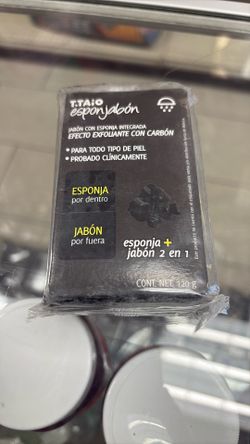 T.TAiO
esponjabón
JABÓN CON ESPONJA INTEGRADA
EFECTO EXFOLIANTE CON CARBÓN
• PARA TODO TIPO DE PIEL
• PROBADO CLÍNICAMENTE
ESPONJA
por dentro
JABÓN
por fuera
esponja +
jabón 2 en 1
CONT. NET. 120 g